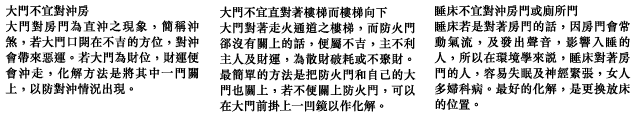 大門不宜對沖房
大門對房門為直沖之現象，簡稱沖
煞，若大門口開在不吉的方位，對沖
會帶來惡運。若大門為財位，財運便
會沖走，化解方法是將其中一門關
上，以防對沖情況出現。
大門不宜直對著樓梯而樓梯向下
大門對著走火通道之樓梯，而防火門
郤沒有關上的話，便屬不吉，主不利
主人及財運，為散財破耗或不聚財。
最簡單的方法是把防火門和自己的大
門也關上，若不便關上防火門，可以
在大門前掛上一凹鏡以作化解。
睡床不宜對沖房門或廁所門
睡床若是對著房門的話，因房門會常
動氣流，及發出聲音，影響入睡的
人，所以在環境學來説，睡床對著房
門的人，容易失眠及神經緊張，女人
多婦科病。最好的化解，是更換放床
的位置。